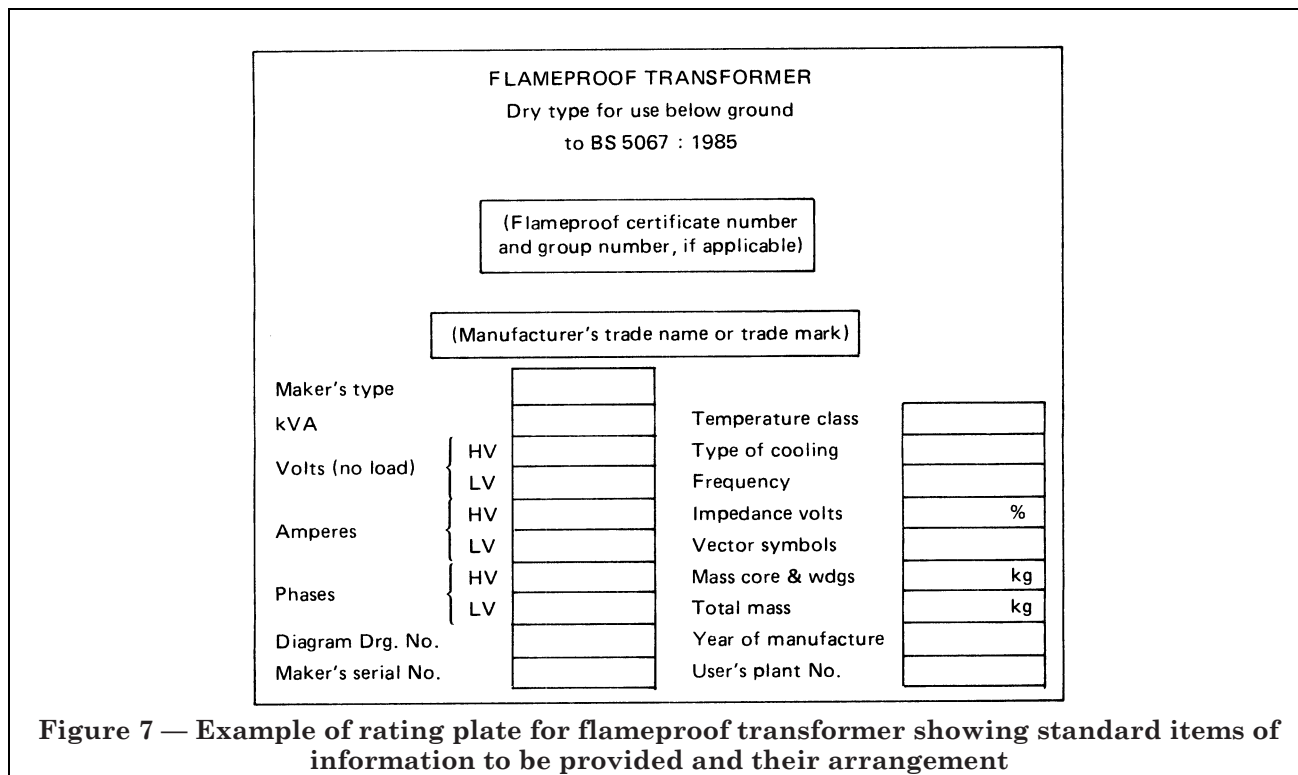 FLAMEPROOF TRANSFORMER
Dry type for use below ground
to BS 5067 : 1985
(Flameproof certificate number
and group number, if applicable)
(Manufacturer's trade name or trade mark)
Maker's type
kVA
Volts (no load)
HV
LV
Amperes
HV
LV
Phases
HV
LV
Diagram Drg. No.
Maker's serial No.
Temperature class
Type of cooling
Frequency
Impedance volts %
Vector symbols
Mass core & wdgs kg
Total mass kg
Year of manufacture
User's plant No.
Figure 7 — Example of rating plate for flameproof transformer showing standard items of
information to be provided and their arrangement